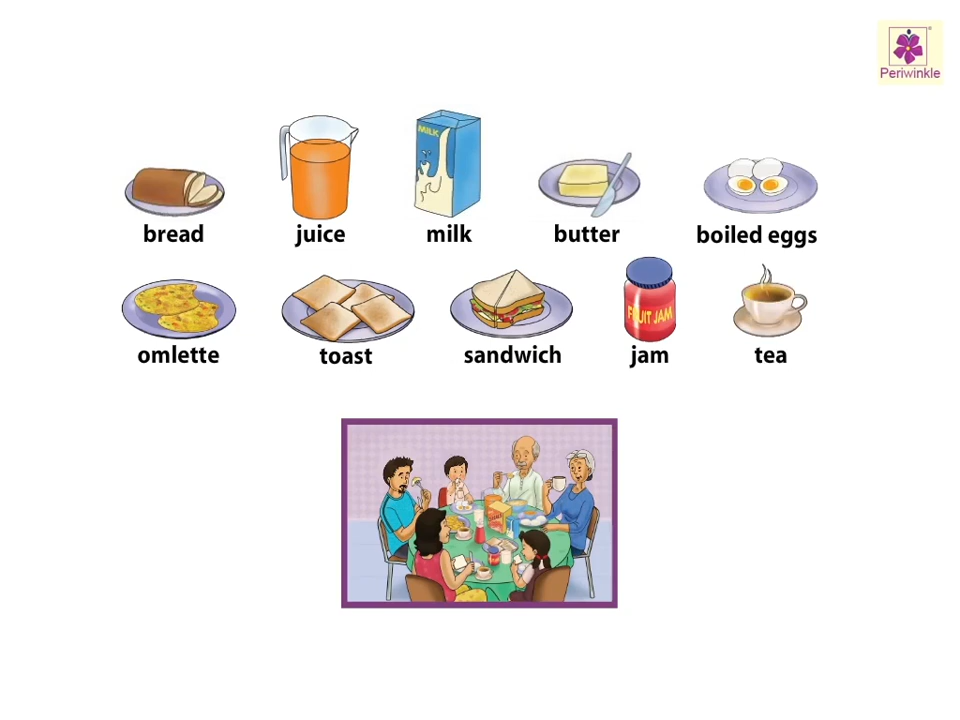 Periwinkle
MILK
bread juice milk butter boiled eggs
FRUIT JAM
omlette toast sandwich jam tea